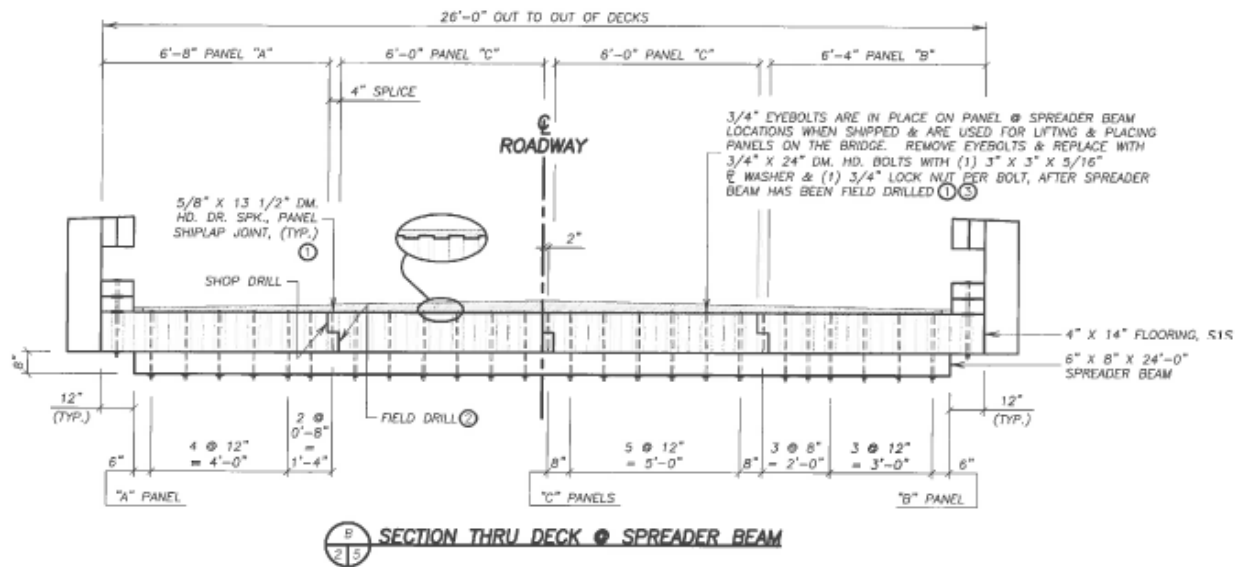 26'-0" OUT TO OUT OF DECKS
6'-8" PANEL "A"
6'-0" PANEL "C"
6'-0" PANEL "C"
6'-4" PANEL "B"
4" SPLICE
℄
ROADWAY
3/4" EYEBOLTS ARE IN PLACE ON PANEL @ SPREADER BEAM
LOCATIONS WHEN SHIPPED & ARE USED FOR LIFTING & PLACING
PANELS ON THE BRIDGE. REMOVE EYEBOLTS & REPLACE WITH
3/4" X 24" DM. HD. BOLTS WITH (1) 3" X 3" X 5/16"
℄ WASHER & (1) 3/4" LOCK NUT PER BOLT, AFTER SPREADER
BEAM HAS BEEN FIELD DRILLED ① ③
5/8" X 13 1/2" DM.
HD. DR. SPK., PANEL
SHIPLAP JOINT, (TYP.)
①
2"
SHOP DRILL
4" X 14" FLOORING, S1S
6" X 8" X 24'-0"
SPREADER BEAM
8"
12"
(TYP.)
FIELD DRILL ②
12"
(TYP.)
6"
4 @ 12"
= 4'-0"
2 @
0'-8"
=
1'-4"
8"
5 @ 12"
= 5'-0"
8"
3 @ 8"
= 2'-0"
3 @ 12"
= 3'-0"
6"
"A" PANEL
"C" PANELS
"B" PANEL
B
2 5
SECTION THRU DECK @ SPREADER BEAM